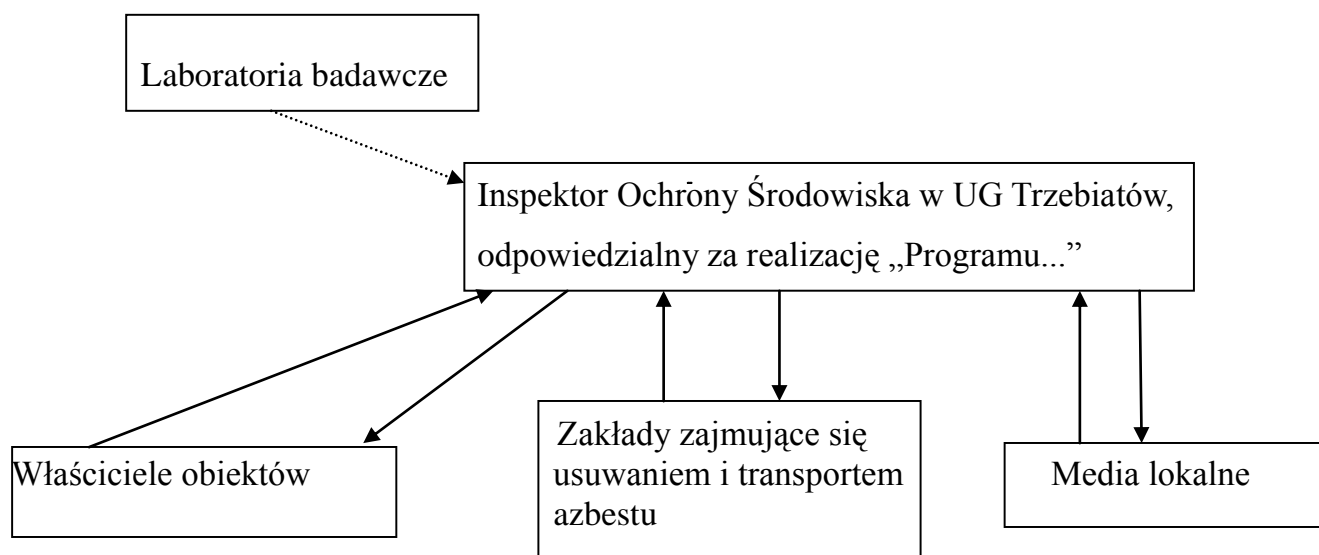 Laboratoria badawcze
Inspektor Ochrony Środowiska w UG Trzebiatów,
odpowiedzialny za realizację „Programu...”
Właściciele obiektów
Zakłady zajmujące się
usuwaniem i transportem
azbestu
Media lokalne